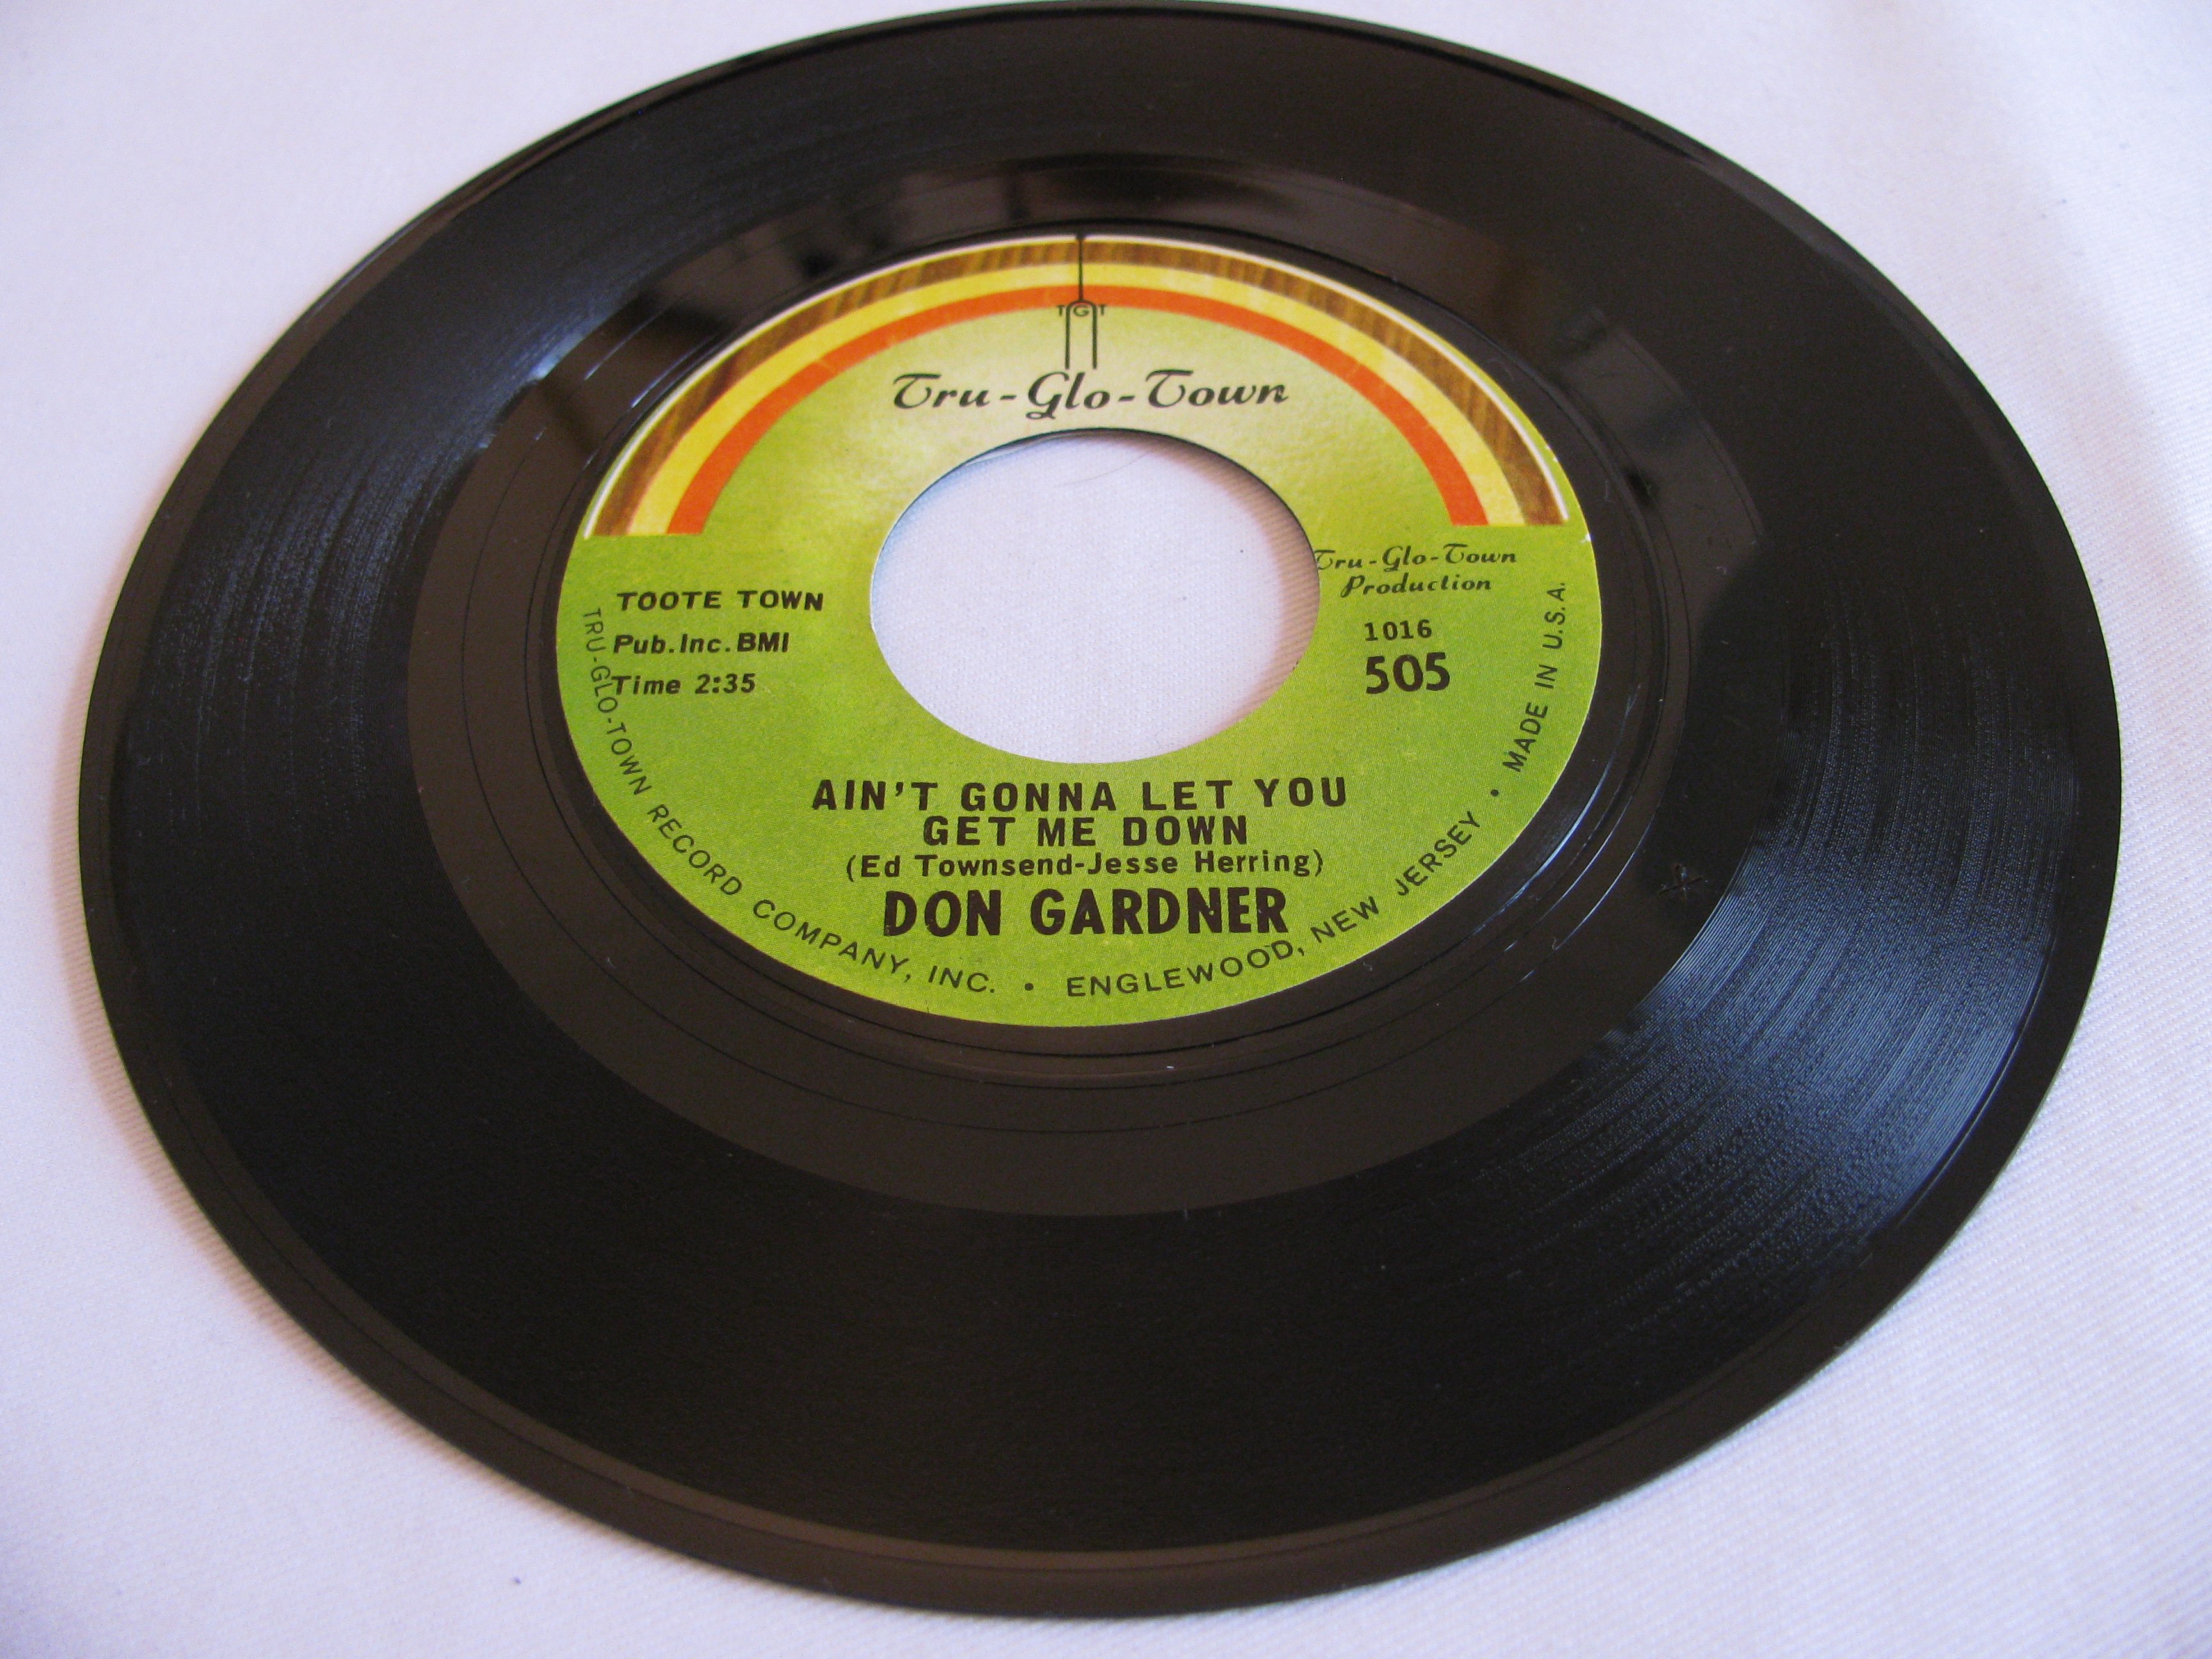 TGT
Tru-Glo-Town
Tru-Glo-Town
Production
TOOTE TOWN
Pub.Inc.BMI
Time 2:35
1016
505
AIN'T GONNA LET YOU
GET ME DOWN
(Ed Townsend-Jesse Herring)
DON GARDNER
TRU-GLO-TOWN RECORD COMPANY, INC. • ENGLEWOOD, NEW JERSEY • MADE IN U.S.A.